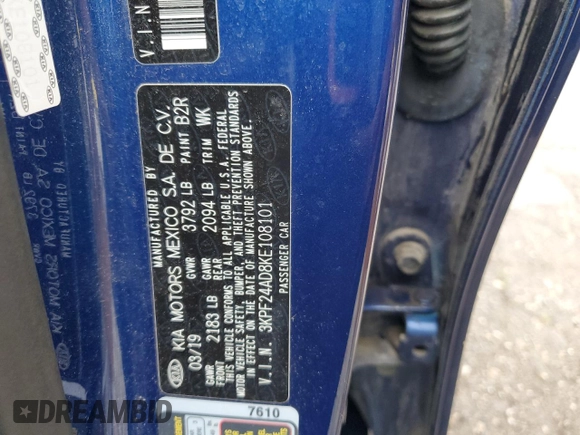 V.I.N
MANUFACTURED BY
KIA MOTORS MEXICO S.A. DE C.V.
03/19 GVWR 3792 LB PAINT B2R
GAWR FRONT 2183 LB GAWR REAR 2094 LB TRIM WK
THIS VEHICLE CONFORMS TO ALL APPLICABLE U.S.A. FEDERAL
MOTOR VEHICLE SAFETY, BUMPER, AND THEFT PREVENTION STANDARDS
IN EFFECT ON THE DATE OF MANUFACTURE SHOWN ABOVE.
V.I.N. 3KPF24AD8KE108101
PASSENGER CAR
KIA
7610
DREAMBID